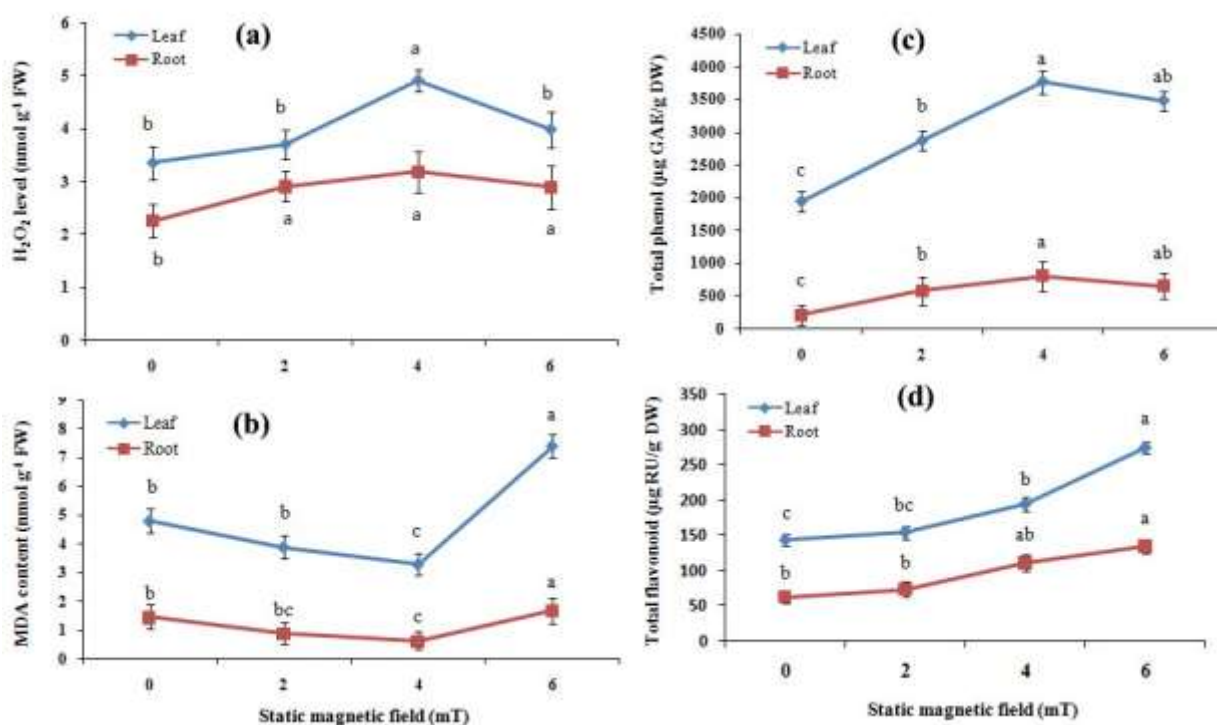 (a)
Leaf
Root
H₂O₂ level (nmol g⁻¹ FW)
6
5
4
3
2
1
0
b b a b
b a a a
0 2 4 6
(b)
Leaf
Root
MDA content (nmol g⁻¹ FW)
9
8
7
6
5
4
3
2
1
0
b b c a
b bc c a
0 2 4 6
Static magnetic field (mT)
(c)
Leaf
Root
Total phenol (µg GAE/g DW)
4500
4000
3500
3000
2500
2000
1500
1000
500
0
c b a ab
c b a ab
0 2 4 6
(d)
Leaf
Root
Total flavonoid (µg RU/g DW)
350
300
250
200
150
100
50
0
c bc b a
b b ab a
0 2 4 6
Static magnetic field (mT)